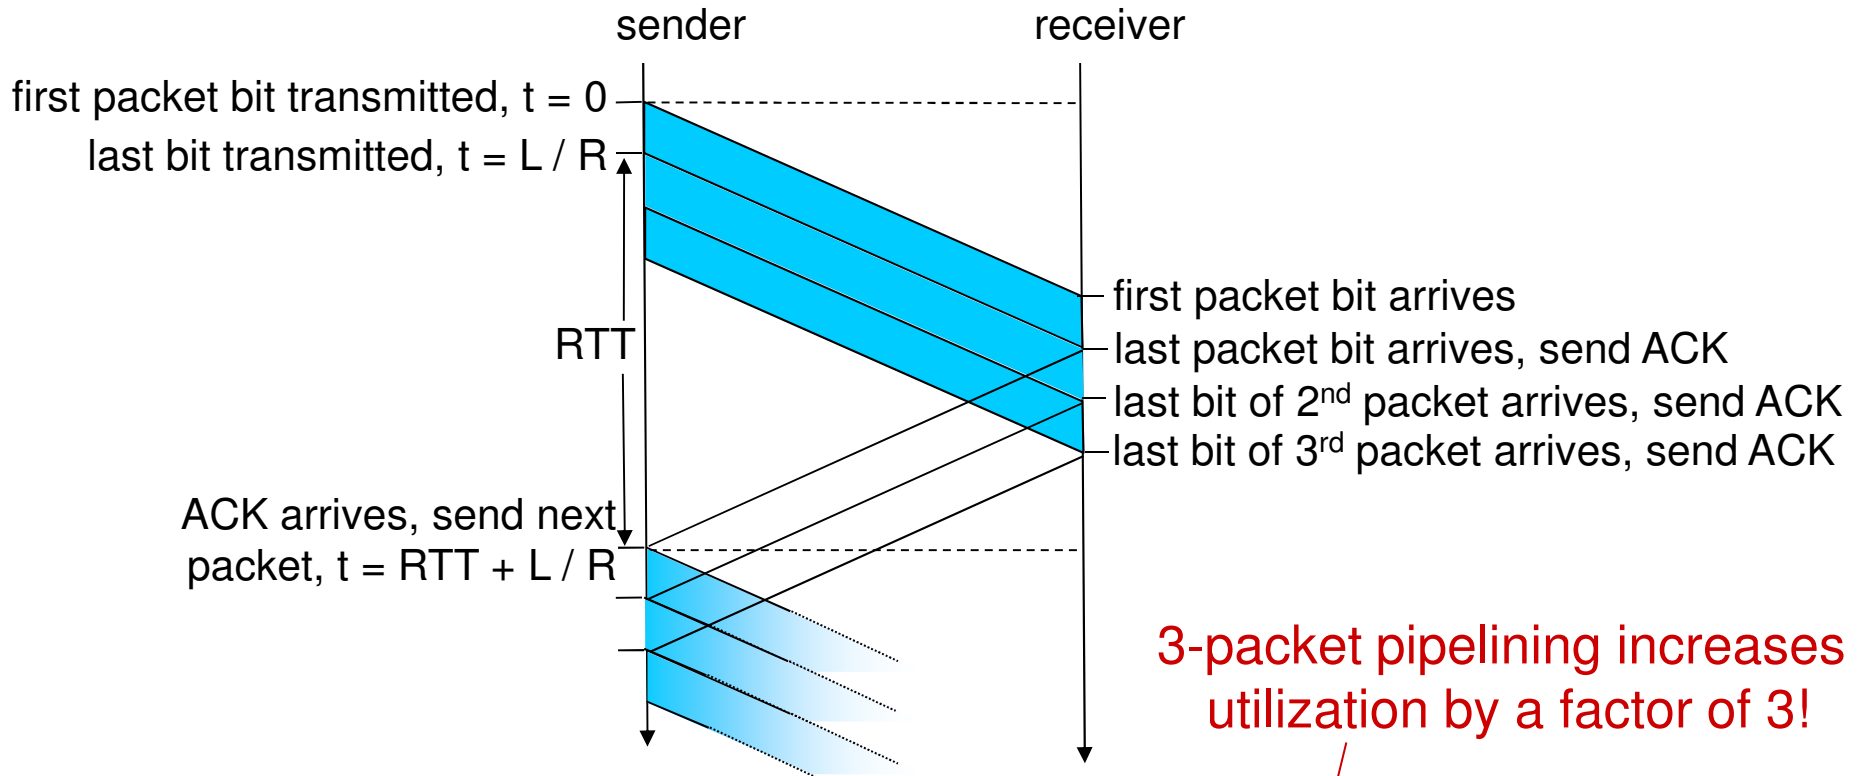 sender
receiver
first packet bit transmitted, t = 0
last bit transmitted, t = L / R
first packet bit arrives
RTT
last packet bit arrives, send ACK
last bit of 2nd packet arrives, send ACK
last bit of 3rd packet arrives, send ACK
ACK arrives, send next
packet, t = RTT + L / R
3-packet pipelining increases
utilization by a factor of 3!